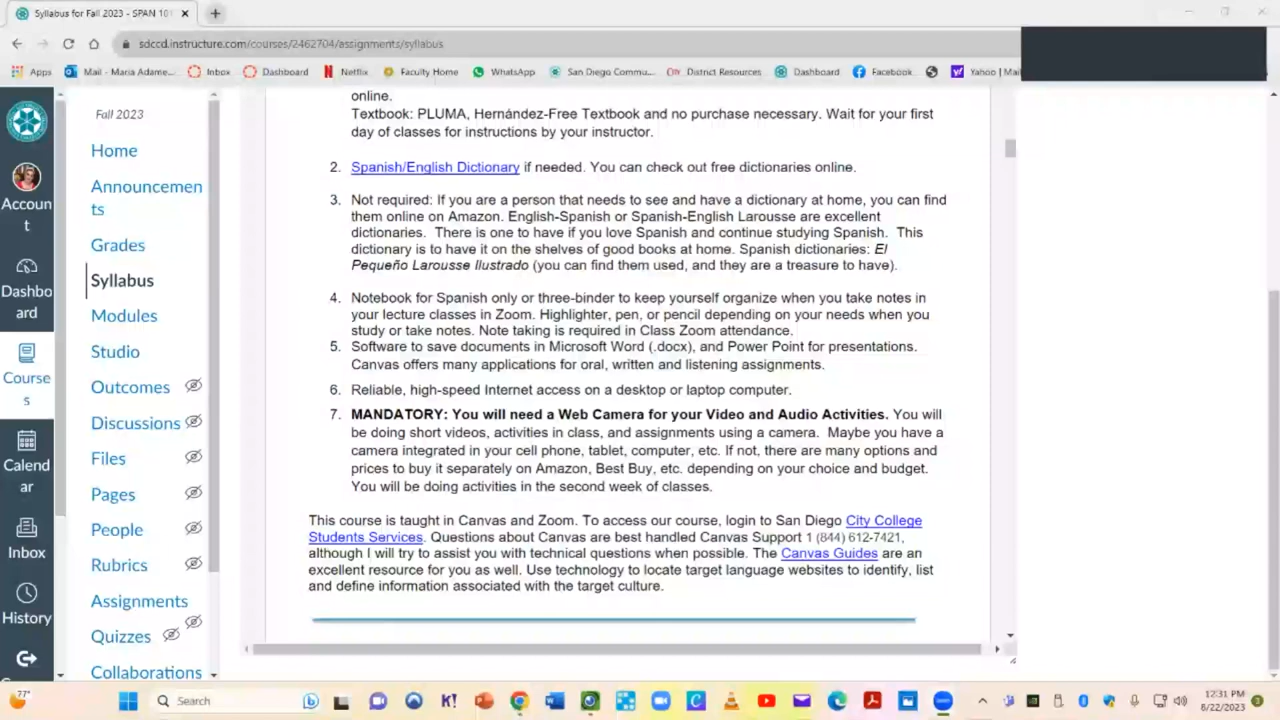 Syllabus for Fall 2023 - SPAN 10
sdccd.instructure.com/courses/2462704/assignments/syllabus
Apps Mail - Maria Adame... Inbox Dashboard Netflix Faculty Home WhatsApp San Diego Commu... District Resources Dashboard Facebook Yahoo | Mail
Accoun
t
Dashbo
ard
Course
s
Calend
ar
Inbox
History
Fall 2023
Home
Announcemen
ts
Grades
Syllabus
Modules
Studio
Outcomes
Discussions
Files
Pages
People
Rubrics
Assignments
Quizzes
Collaborations
online.
Textbook: PLUMA, Hernández-Free Textbook and no purchase necessary. Wait for your first
day of classes for instructions by your instructor.
2. Spanish/English Dictionary if needed. You can check out free dictionaries online.
3. Not required: If you are a person that needs to see and have a dictionary at home, you can find
them online on Amazon. English-Spanish or Spanish-English Larousse are excellent
dictionaries. There is one to have if you love Spanish and continue studying Spanish. This
dictionary is to have it on the shelves of good books at home. Spanish dictionaries: El
Pequeño Larousse Ilustrado (you can find them used, and they are a treasure to have).
4. Notebook for Spanish only or three-binder to keep yourself organize when you take notes in
your lecture classes in Zoom. Highlighter, pen, or pencil depending on your needs when you
study or take notes. Note taking is required in Class Zoom attendance.
5. Software to save documents in Microsoft Word (.docx), and Power Point for presentations.
Canvas offers many applications for oral, written and listening assignments.
6. Reliable, high-speed Internet access on a desktop or laptop computer.
7. MANDATORY: You will need a Web Camera for your Video and Audio Activities. You will
be doing short videos, activities in class, and assignments using a camera. Maybe you have a
camera integrated in your cell phone, tablet, computer, etc. If not, there are many options and
prices to buy it separately on Amazon, Best Buy, etc. depending on your choice and budget.
You will be doing activities in the second week of classes.
This course is taught in Canvas and Zoom. To access our course, login to San Diego City College
Students Services. Questions about Canvas are best handled Canvas Support 1 (844) 612-7421,
although I will try to assist you with technical questions when possible. The Canvas Guides are an
excellent resource for you as well. Use technology to locate target language websites to identify, list
and define information associated with the target culture.
77°
Search
K!
12:31 PM
8/22/2023